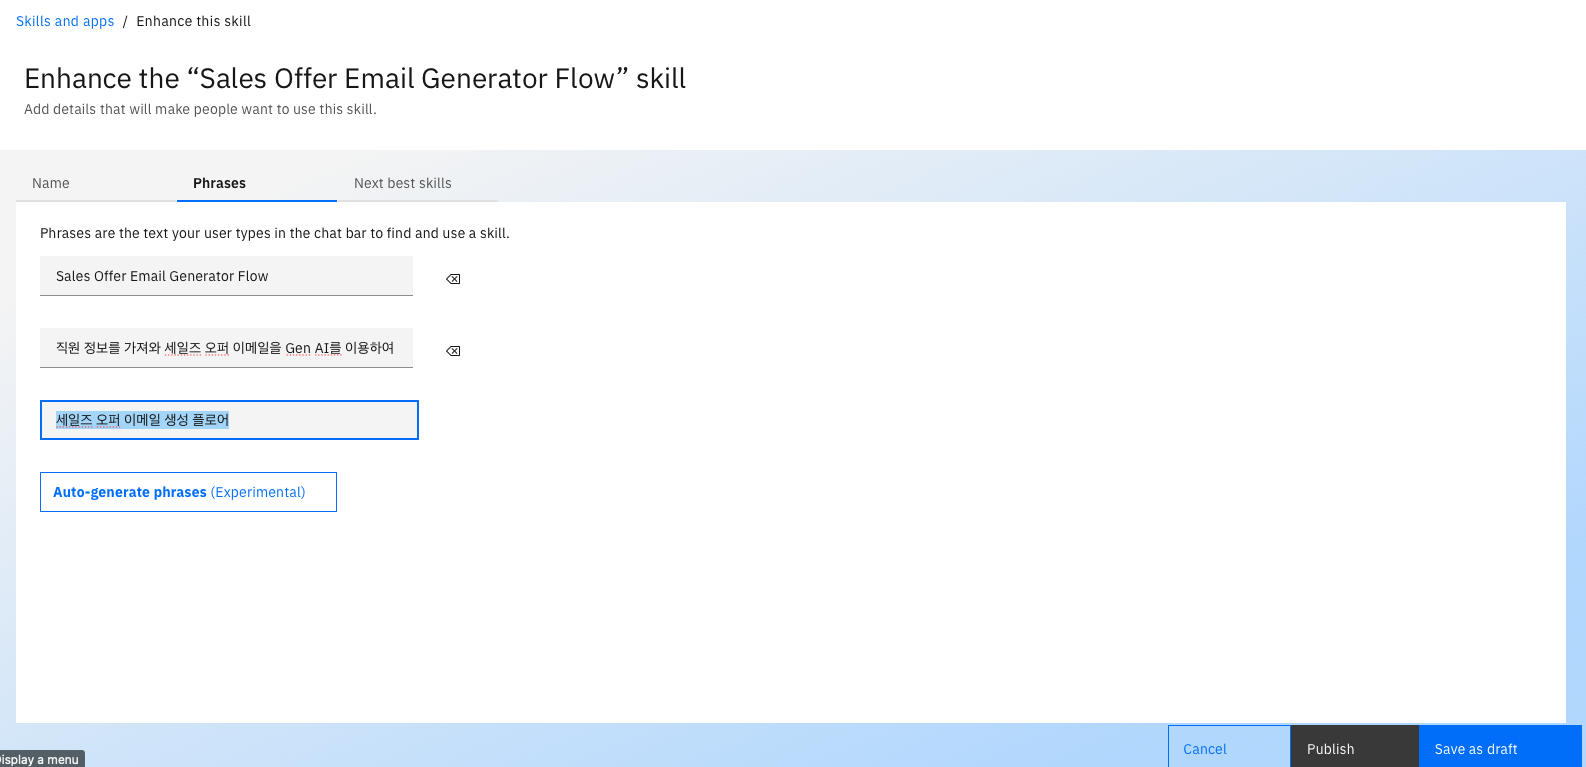 Skills and apps / Enhance this skill
Enhance the “Sales Offer Email Generator Flow” skill
Add details that will make people want to use this skill.
Name Phrases Next best skills
Phrases are the text your user types in the chat bar to find and use a skill.
Sales Offer Email Generator Flow
직원 정보를 가져와 세일즈 오퍼 이메일을 Gen AI를 이용하여
세일즈 오퍼 이메일 생성 플로어
Auto-generate phrases (Experimental)
Cancel Publish Save as draft
isplay a menu